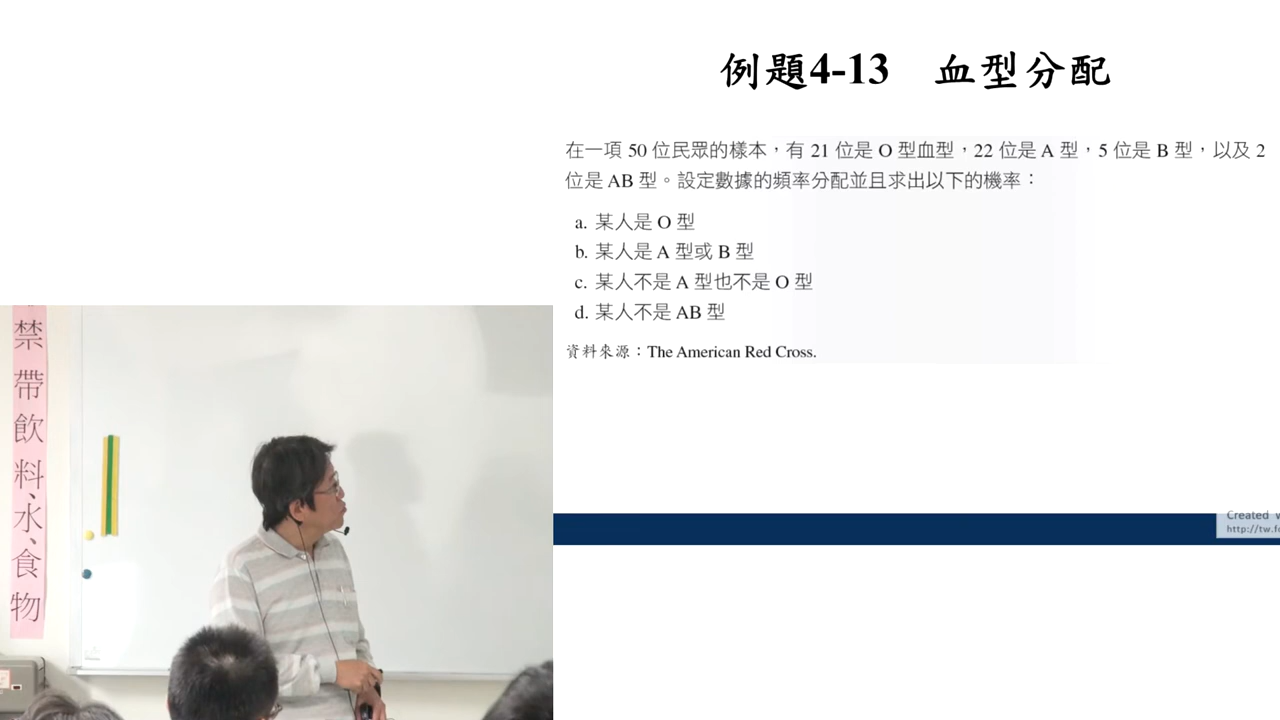 例題4-13 血型分配
在一項 50 位民眾的樣本，有 21 位是 O 型血型，22 位是 A 型，5 位是 B 型，以及 2
位是 AB 型。設定數據的頻率分配並且求出以下的機率：
a. 某人是 O 型
b. 某人是 A 型或 B 型
c. 某人不是 A 型也不是 O 型
d. 某人不是 AB 型
資料來源：The American Red Cross.
禁帶飲料、水、食物
Created
http://tw.fo